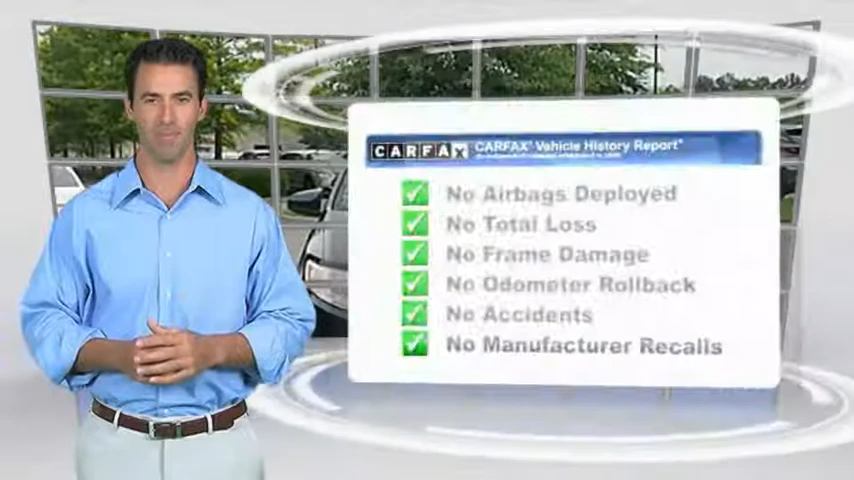 CARFAX CARFAX® Vehicle History Report®
No Airbags Deployed
No Total Loss
No Frame Damage
No Odometer Rollback
No Accidents
No Manufacturer Recalls